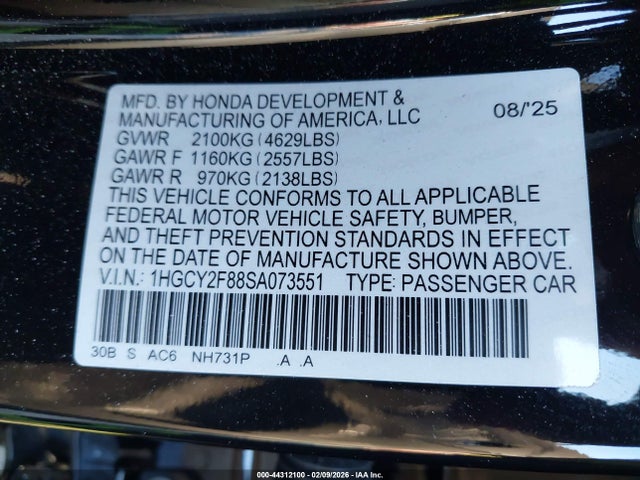 MFD. BY HONDA DEVELOPMENT &
MANUFACTURING OF AMERICA, LLC 08/'25
GVWR 2100KG (4629LBS)
GAWR F 1160KG (2557LBS)
GAWR R 970KG (2138LBS)
THIS VEHICLE CONFORMS TO ALL APPLICABLE
FEDERAL MOTOR VEHICLE SAFETY, BUMPER,
AND THEFT PREVENTION STANDARDS IN EFFECT
ON THE DATE OF MANUFACTURE SHOWN ABOVE.
V.I.N.: 1HGCY2F88SA073551 TYPE: PASSENGER CAR
30B S AC6 NH731P .A .A
000-44312100 - 02/09/2026 - IAAI, Inc.